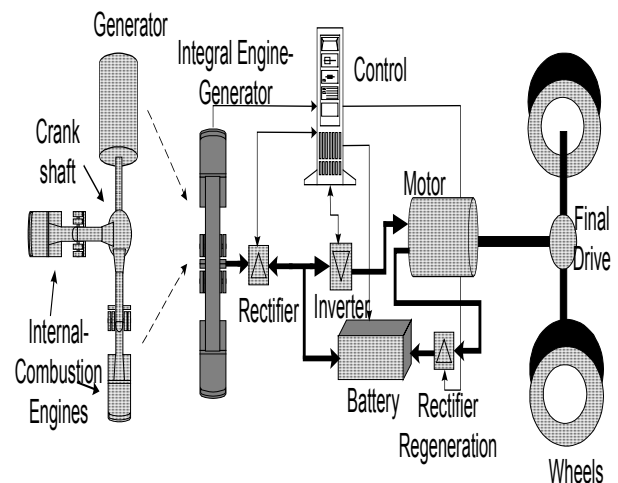 Generator
Integral Engine-
Generator
Control
Crank
shaft
Motor
Final
Drive
Rectifier
Inverter
Internal-
Combustion
Engines
Battery
Rectifier
Regeneration
Wheels